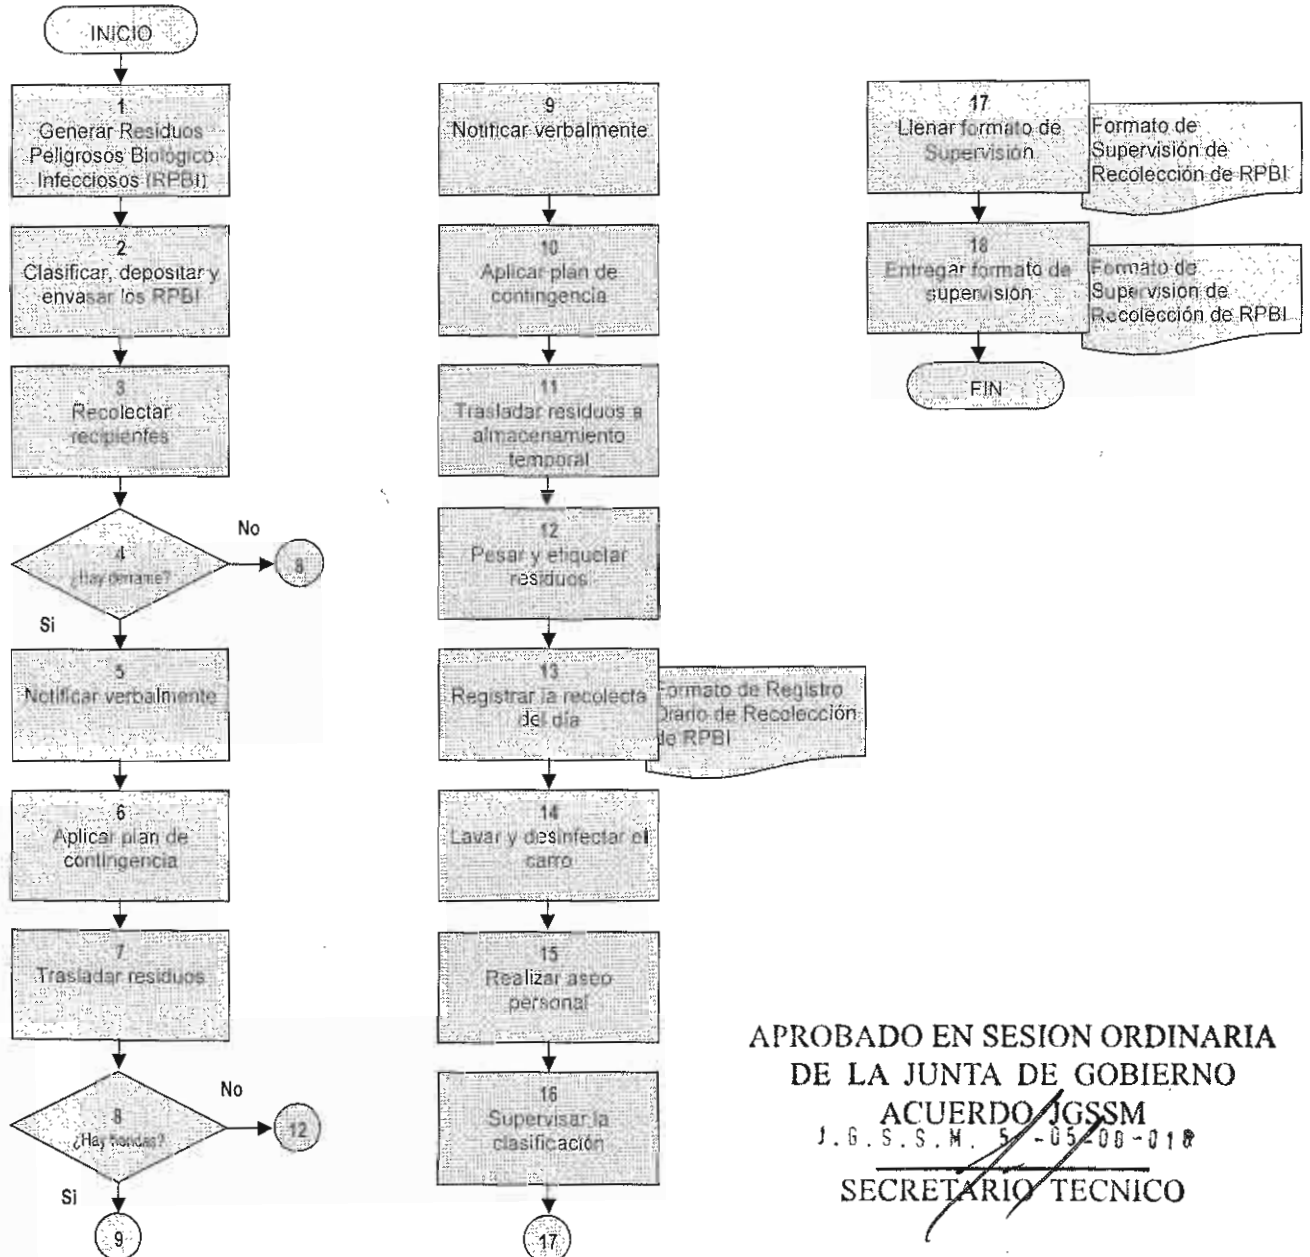 INICIO
1
Generar Residuos
Peligrosos Biológico
Infecciosos (RPBI)
2
Clasificar, depositar y
envasar los RPBI
3
Recolectar
recipientes
4
¿Hay derrame?
No
8
Si
5
Notificar verbalmente
6
Aplicar plan de
contingencia
7
Trasladar residuos
8
¿Hay
No
12
Si
9
9
Notificar verbalmente
10
Aplicar plan de
contingencia
11
Trasladar residuos a
almacenamiento
temporal
12
Pesar y etiquetar
residuos
13
Registrar la recolecta
del día
Formato de Registro
Diario de Recolección
de RPBI
14
Lavar y desinfectar el
carro
15
Realizar aseo
personal
16
Supervisar la
clasificación
17
17
Llenar formato de
Supervisión
Formato de
Supervisión de
Recolección de RPBI
18
Entregar formato de
supervisión
Formato de
Supervisión de
Recolección de RPBI
FIN
APROBADO EN SESION ORDINARIA
DE LA JUNTA DE GOBIERNO
ACUERDO JGSSM
J.G.S.S.M. 5 -05-00-018
SECRETARIO TECNICO